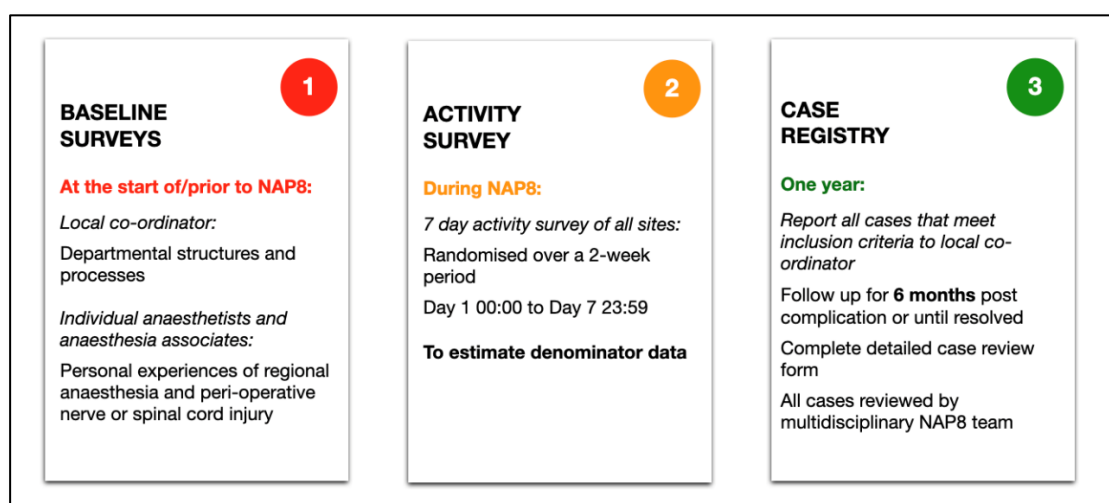 1
BASELINE
SURVEYS
At the start of/prior to NAP8:
Local co-ordinator:
Departmental structures and
processes
Individual anaesthetists and
anaesthesia associates:
Personal experiences of regional
anaesthesia and peri-operative
nerve or spinal cord injury
2
ACTIVITY
SURVEY
During NAP8:
7 day activity survey of all sites:
Randomised over a 2-week
period
Day 1 00:00 to Day 7 23:59
To estimate denominator data
3
CASE
REGISTRY
One year:
Report all cases that meet
inclusion criteria to local co-
ordinator
Follow up for 6 months post
complication or until resolved
Complete detailed case review
form
All cases reviewed by
multidisciplinary NAP8 team